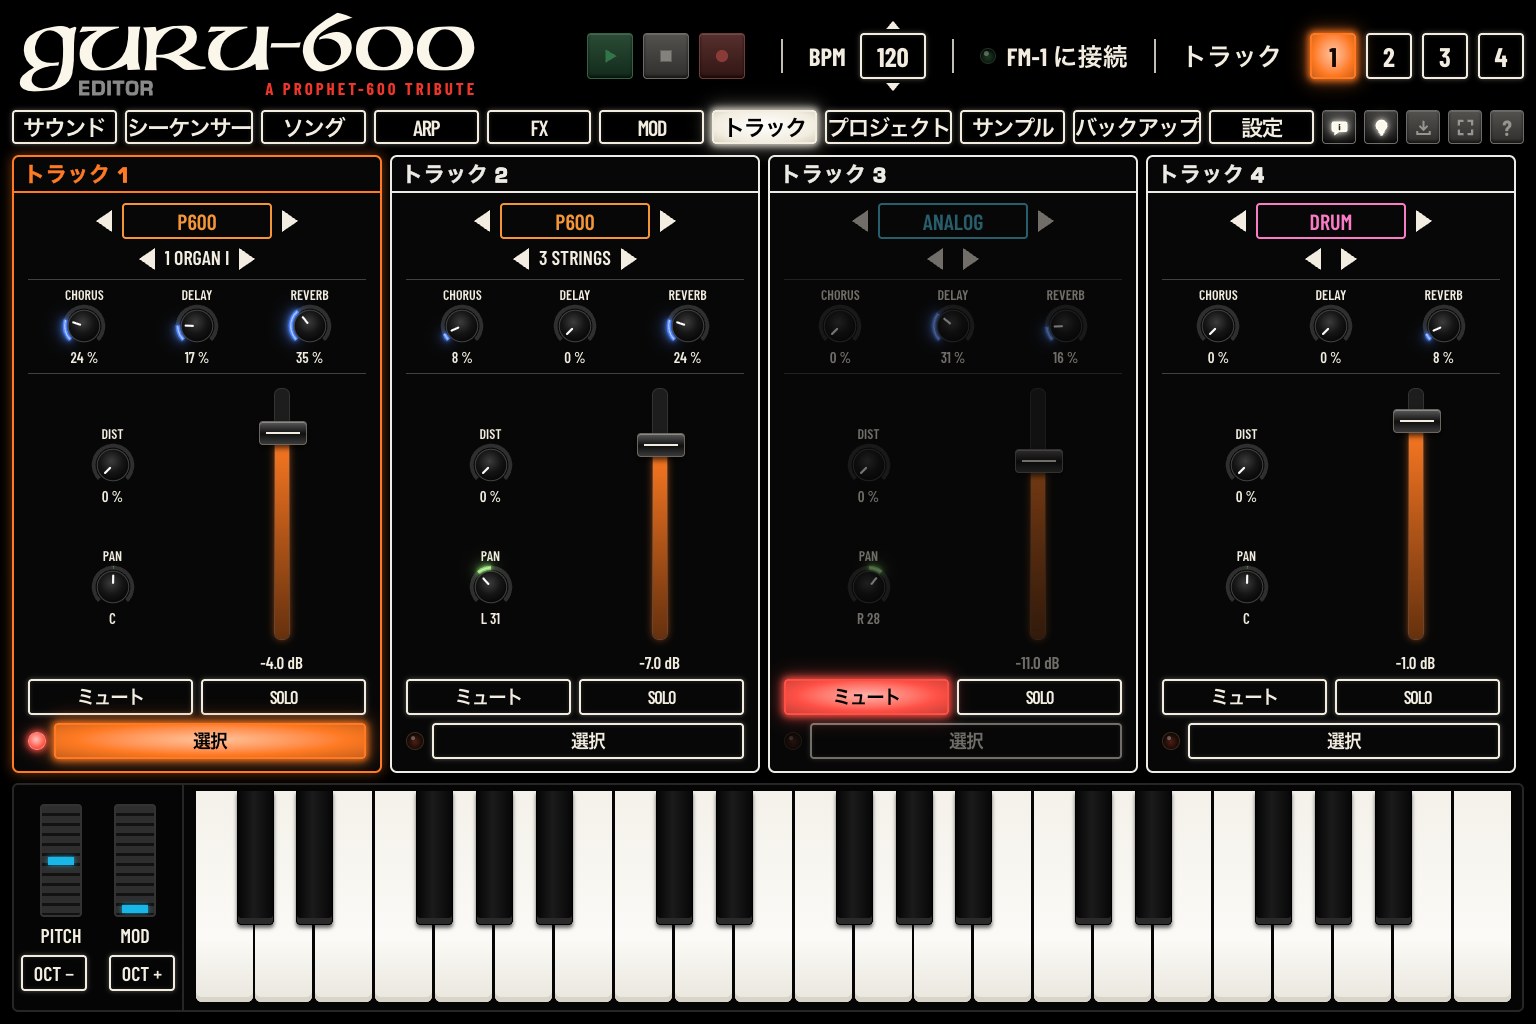 GURU-600
EDITOR
A PROPHET-600 TRIBUTE
BPM 120 FM-1 に接続 トラック 1 2 3 4
サウンド シーケンサー ソング ARP FX MOD トラック プロジェクト サンプル バックアップ 設定 ?
トラック 1 トラック 2 トラック 3 トラック 4
P600 P600 ANALOG DRUM
1 ORGAN I 3 STRINGS
CHORUS DELAY REVERB CHORUS DELAY REVERB CHORUS DELAY REVERB CHORUS DELAY REVERB
24 % 17 % 35 % 8 % 0 % 24 % 0 % 31 % 16 % 0 % 0 % 8 %
DIST DIST DIST DIST
0 % 0 % 0 % 0 %
PAN PAN PAN PAN
C L 31 R 28 C
-4.0 dB -7.0 dB -11.0 dB -1.0 dB
ミュート SOLO ミュート SOLO ミュート SOLO ミュート SOLO
選択 選択 選択 選択
PITCH MOD
OCT − OCT +